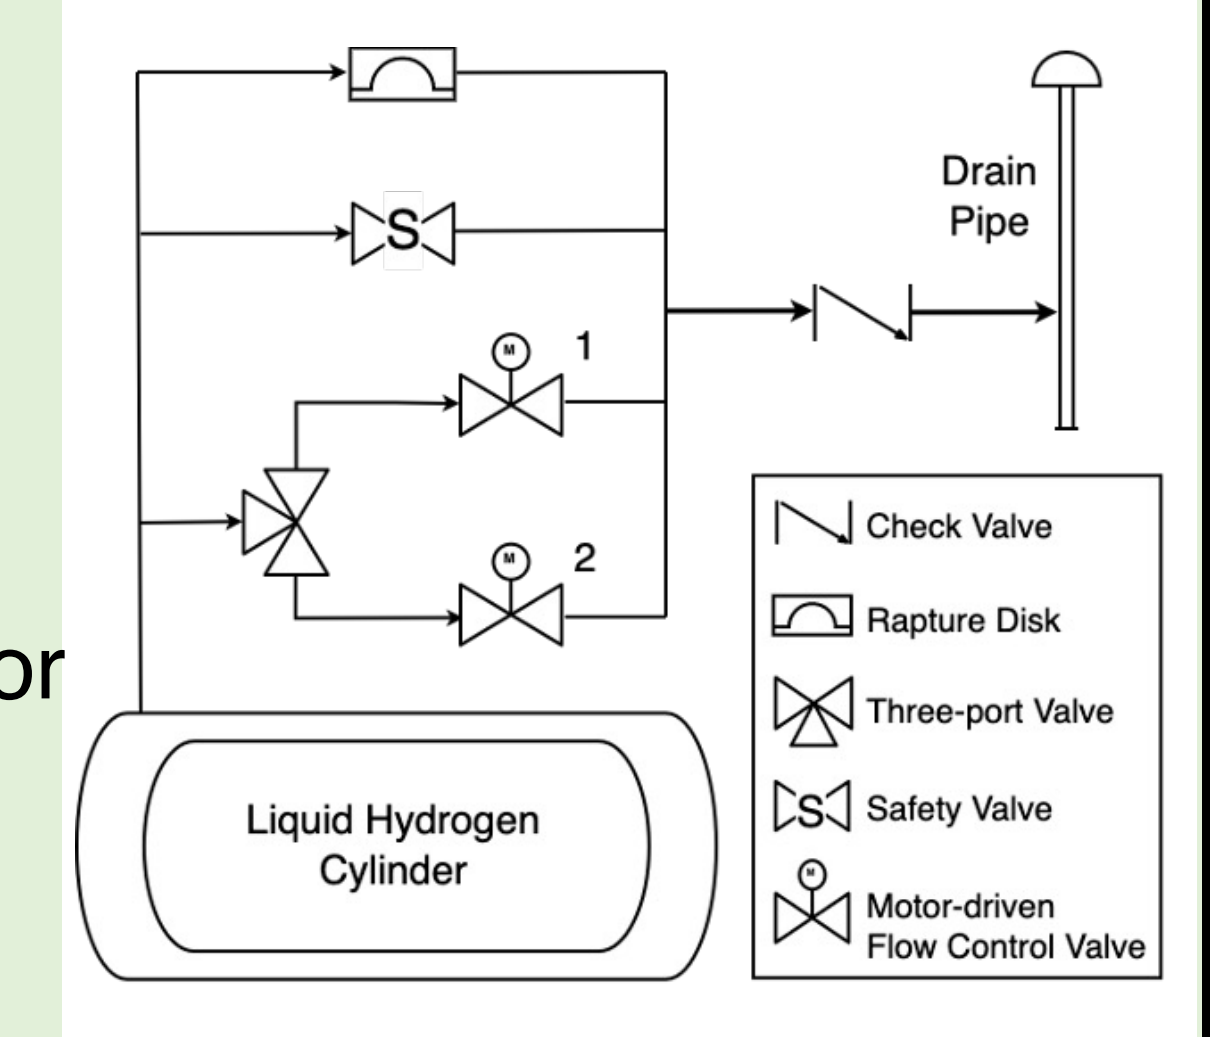 S
Drain
Pipe
M
1
M
2
or
Liquid Hydrogen
Cylinder
Check Valve
Rapture Disk
Three-port Valve
S
Safety Valve
M
Motor-driven
Flow Control Valve